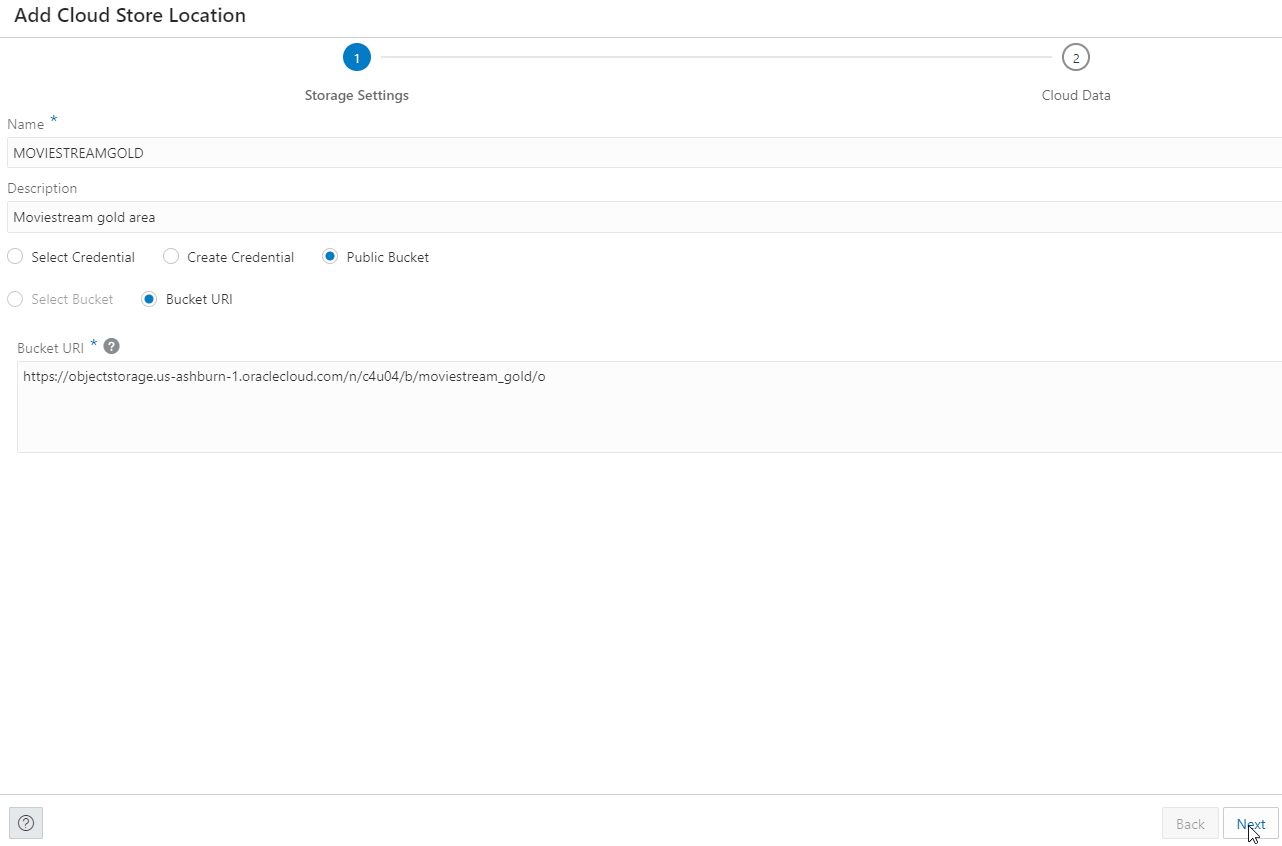 Add Cloud Store Location
1
2
Storage Settings
Cloud Data
Name *
MOVIESTREAMGOLD
Description
Moviestream gold area
Select Credential Create Credential Public Bucket
Select Bucket Bucket URI
Bucket URI * ?
https://objectstorage.us-ashburn-1.oraclecloud.com/n/c4u04/b/moviestream_gold/o
? Back Next